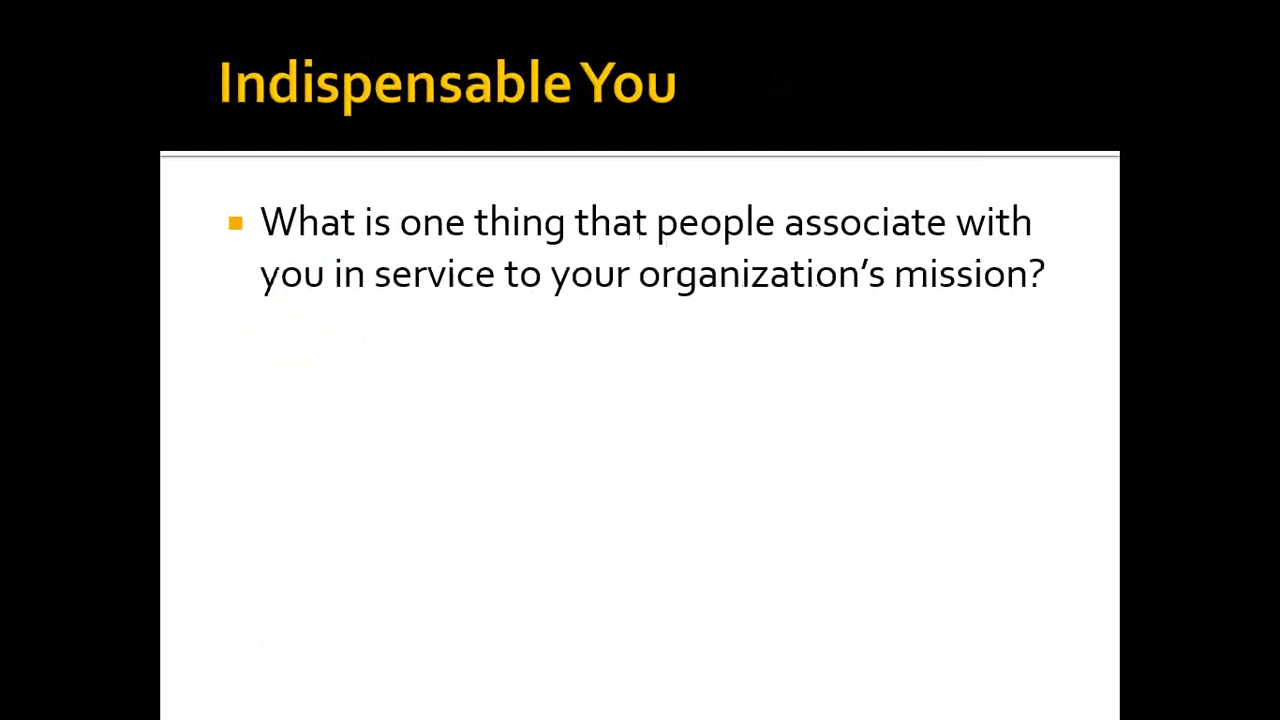 Indispensable You
What is one thing that people associate with
you in service to your organization’s mission?